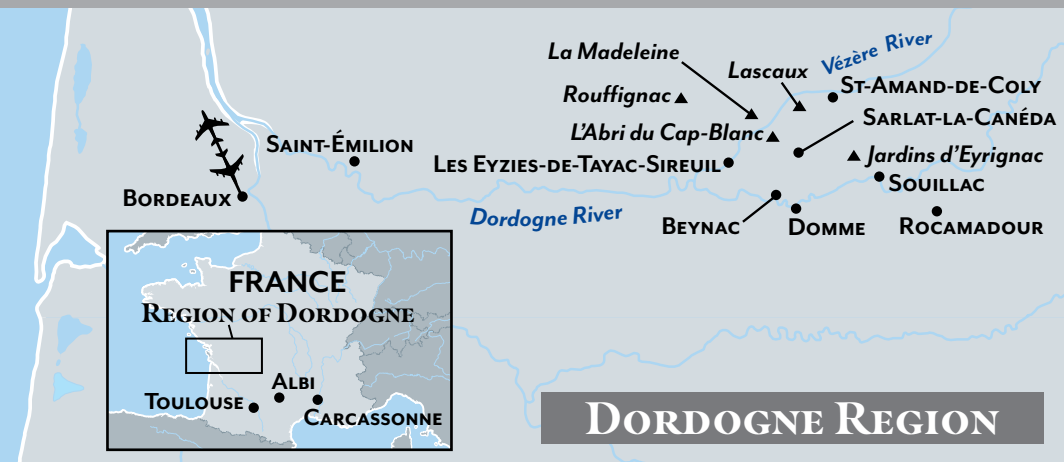 La Madeleine
Lascaux
Vézère River
Rouffignac
St-Amand-de-Coly
L'Abri du Cap-Blanc
Sarlat-la-Canéda
Saint-Émilion
Les Eyzies-de-Tayac-Sireuil
Jardins d'Eyrignac
Souillac
Bordeaux
Dordogne River
Beynac
Domme
Rocamadour
FRANCE
Region of Dordogne
Albi
Toulouse
Carcassonne
Dordogne Region